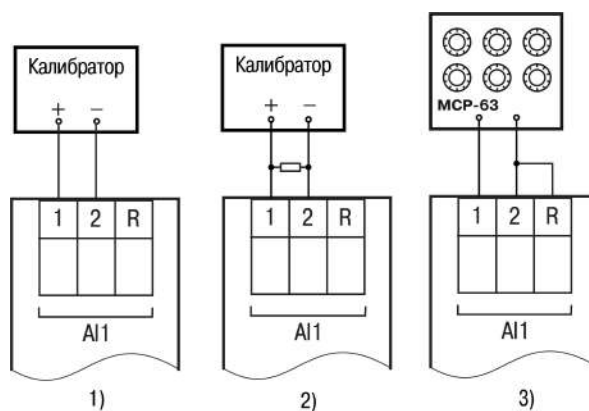 Калибратор
+ −
1 2 R
AI1
1)
Калибратор
+ −
1 2 R
AI1
2)
МСР-63
1 2 R
AI1
3)